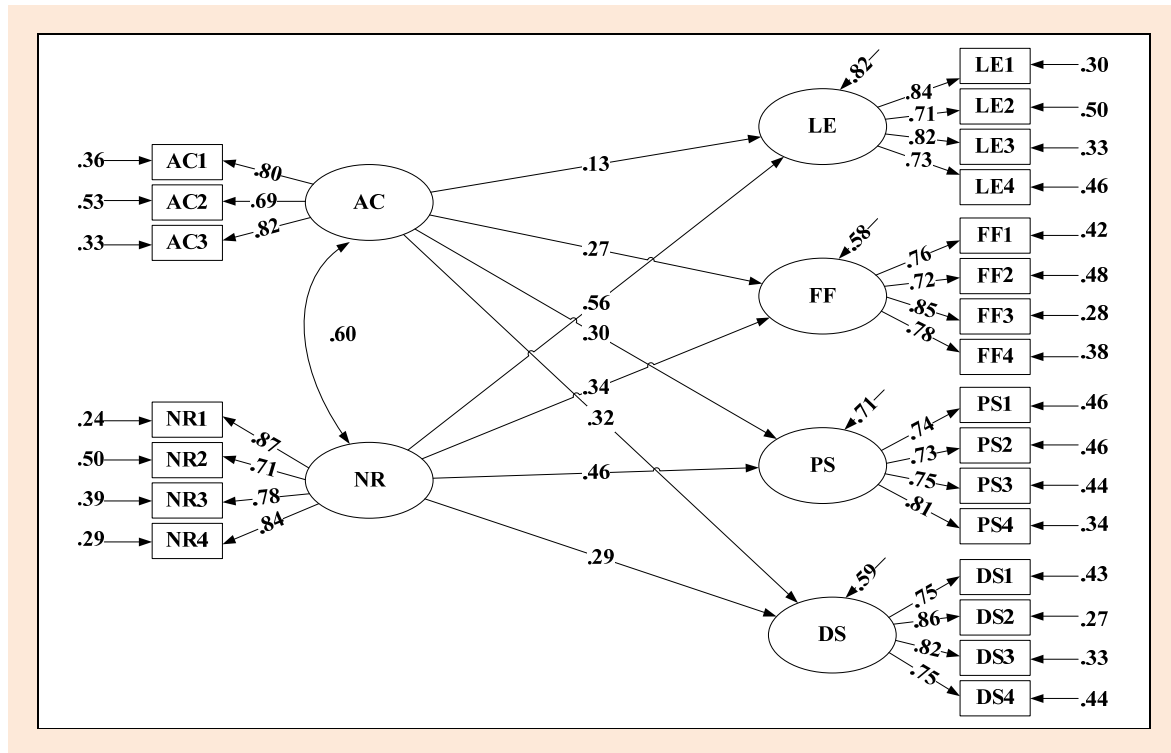 .82
LE1
.30
.84
LE2
.50
.71
LE
LE3
.33
.82
LE4
.46
.73
.36
AC1
.80
.53
AC2
.69
AC
.33
AC3
.82
.13
.27
.58
FF1
.42
.76
FF2
.48
.72
FF
FF3
.28
.85
FF4
.38
.78
.56
.30
.60
.34
.32
.71
PS1
.46
.74
PS2
.46
.73
PS
PS3
.44
.75
PS4
.34
.81
.24
NR1
.87
.50
NR2
.71
NR
.39
NR3
.78
.29
NR4
.84
.46
.29
.59
DS1
.43
.75
DS2
.27
.86
DS
DS3
.33
.82
DS4
.44
.75